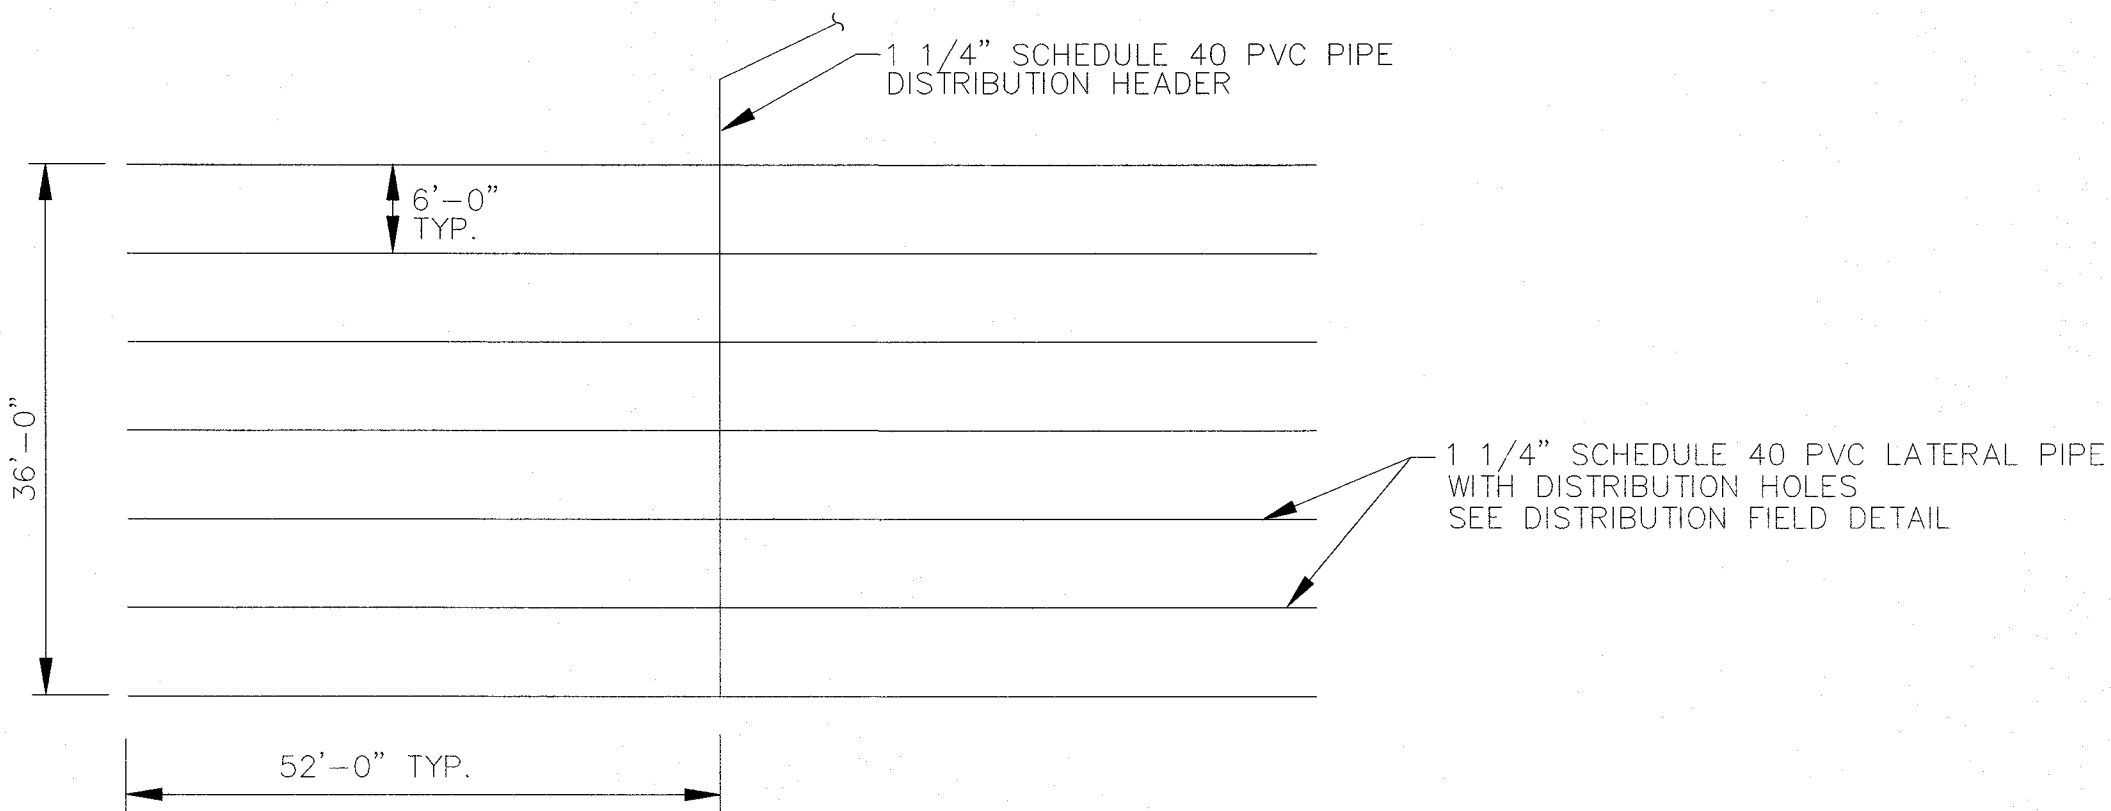 1 1/4” SCHEDULE 40 PVC PIPE
DISTRIBUTION HEADER
6’–0”
TYP.
36’–0”
1 1/4” SCHEDULE 40 PVC LATERAL PIPE
WITH DISTRIBUTION HOLES
SEE DISTRIBUTION FIELD DETAIL
52’–0” TYP.